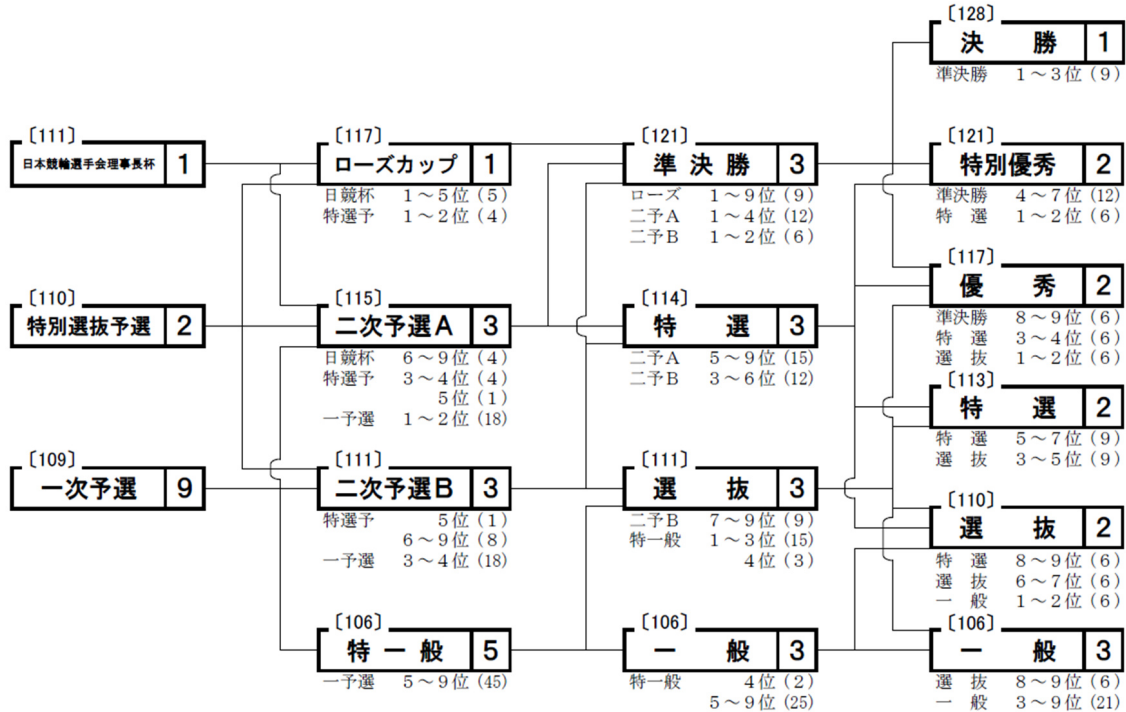 〔111〕
日本競輪選手会理事長杯 1
〔110〕
特別選抜予選 2
〔109〕
一次予選 9
〔117〕
ローズカップ 1
日競杯 1～5位(5)
特選予 1～2位(4)
〔115〕
二次予選A 3
日競杯 6～9位(4)
特選予 3～4位(4)
5位(1)
一予選 1～2位(18)
〔111〕
二次予選B 3
特選予 5位(1)
6～9位(8)
一予選 3～4位(18)
〔106〕
特一般 5
一予選 5～9位(45)
〔121〕
準決勝 3
ローズ 1～9位(9)
二予A 1～4位(12)
二予B 1～2位(6)
〔114〕
特選 3
二予A 5～9位(15)
二予B 3～6位(12)
〔111〕
選抜 3
二予B 7～9位(9)
特一般 1～3位(15)
4位(3)
〔106〕
一般 3
特一般 4位(2)
5～9位(25)
〔128〕
決勝 1
準決勝 1～3位(9)
〔121〕
特別優秀 2
準決勝 4～7位(12)
特選 1～2位(6)
〔117〕
優秀 2
準決勝 8～9位(6)
特選 3～4位(6)
選抜 1～2位(6)
〔113〕
特選 2
特選 5～7位(9)
選抜 3～5位(9)
〔110〕
選抜 2
特選 8～9位(6)
選抜 6～7位(6)
一般 1～2位(6)
〔106〕
一般 3
選抜 8～9位(6)
一般 3～9位(21)